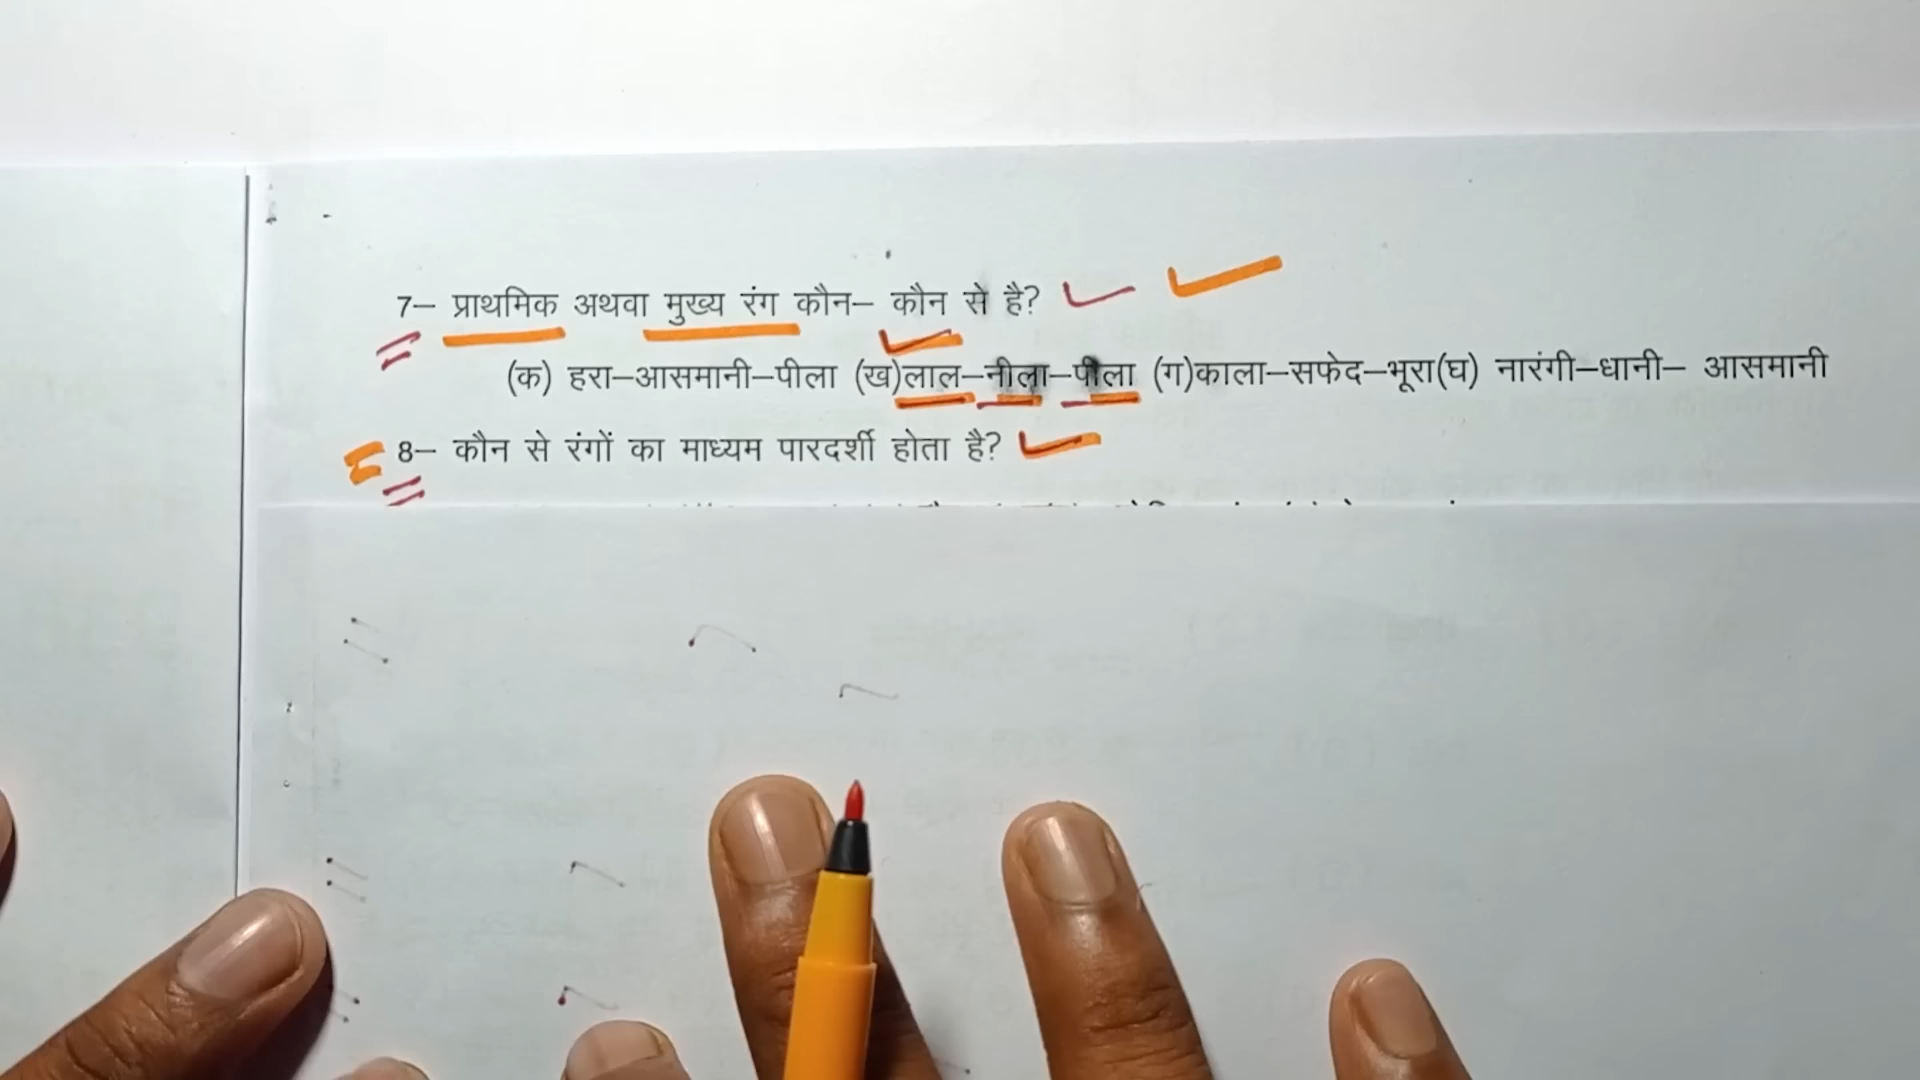 7– प्राथमिक अथवा मुख्य रंग कौन– कौन से है?
(क) हरा–आसमानी–पीला (ख)लाल–नीला–पीला (ग)काला–सफेद–भूरा(घ) नारंगी–धानी– आसमानी
8– कौन से रंगों का माध्यम पारदर्शी होता है?